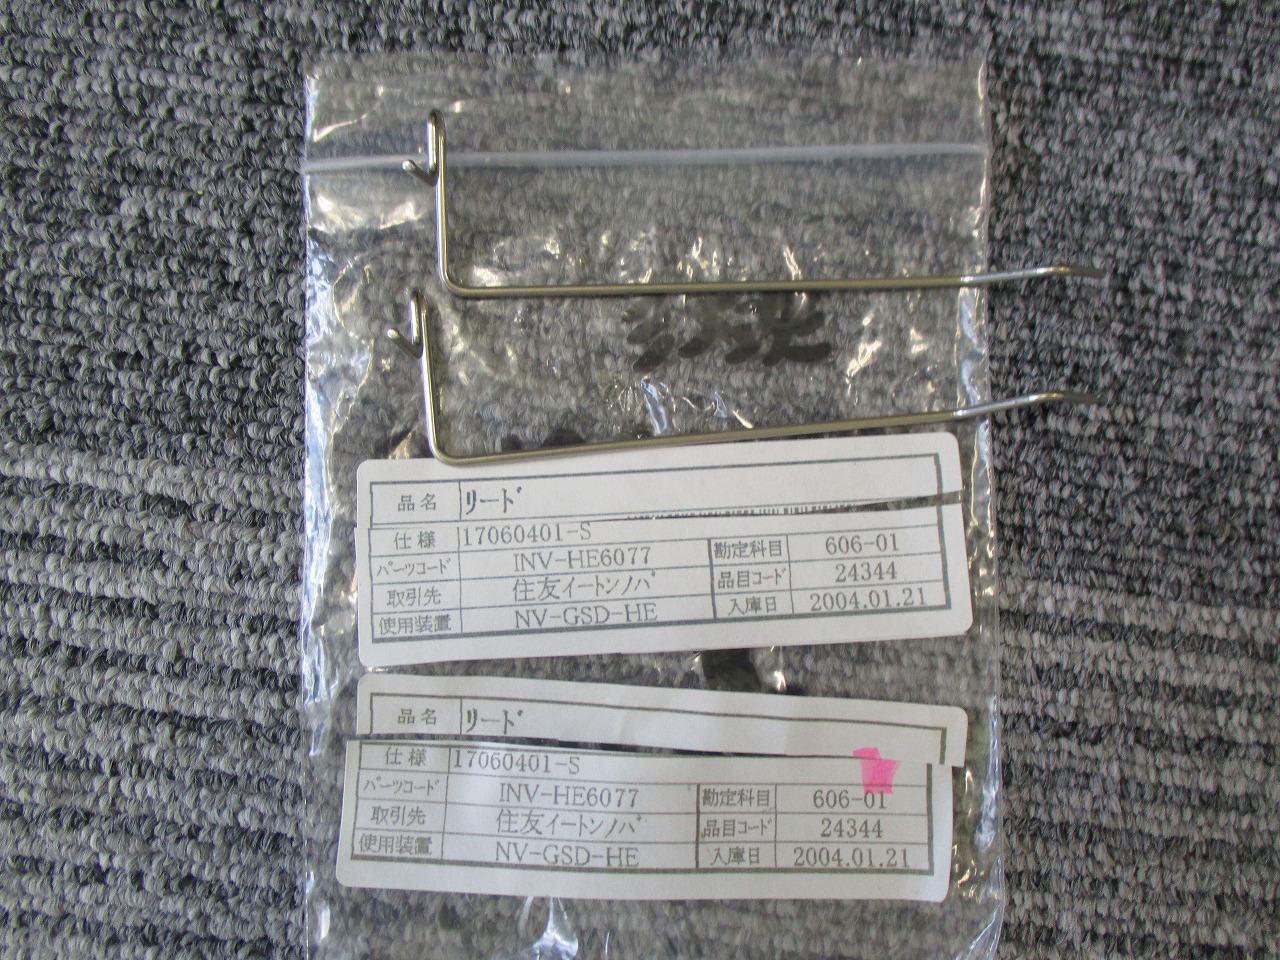 品名 リード
仕様 17060401-S
パーツコード INV-HE6077 勘定科目 606-01
取引先 住友イートンノバ 品目コード 24344
使用装置 NV-GSD-HE 入庫日 2004.01.21
品名 リード
仕様 17060401-S
パーツコード INV-HE6077 勘定科目 606-01
取引先 住友イートンノバ 品目コード 24344
使用装置 NV-GSD-HE 入庫日 2004.01.21